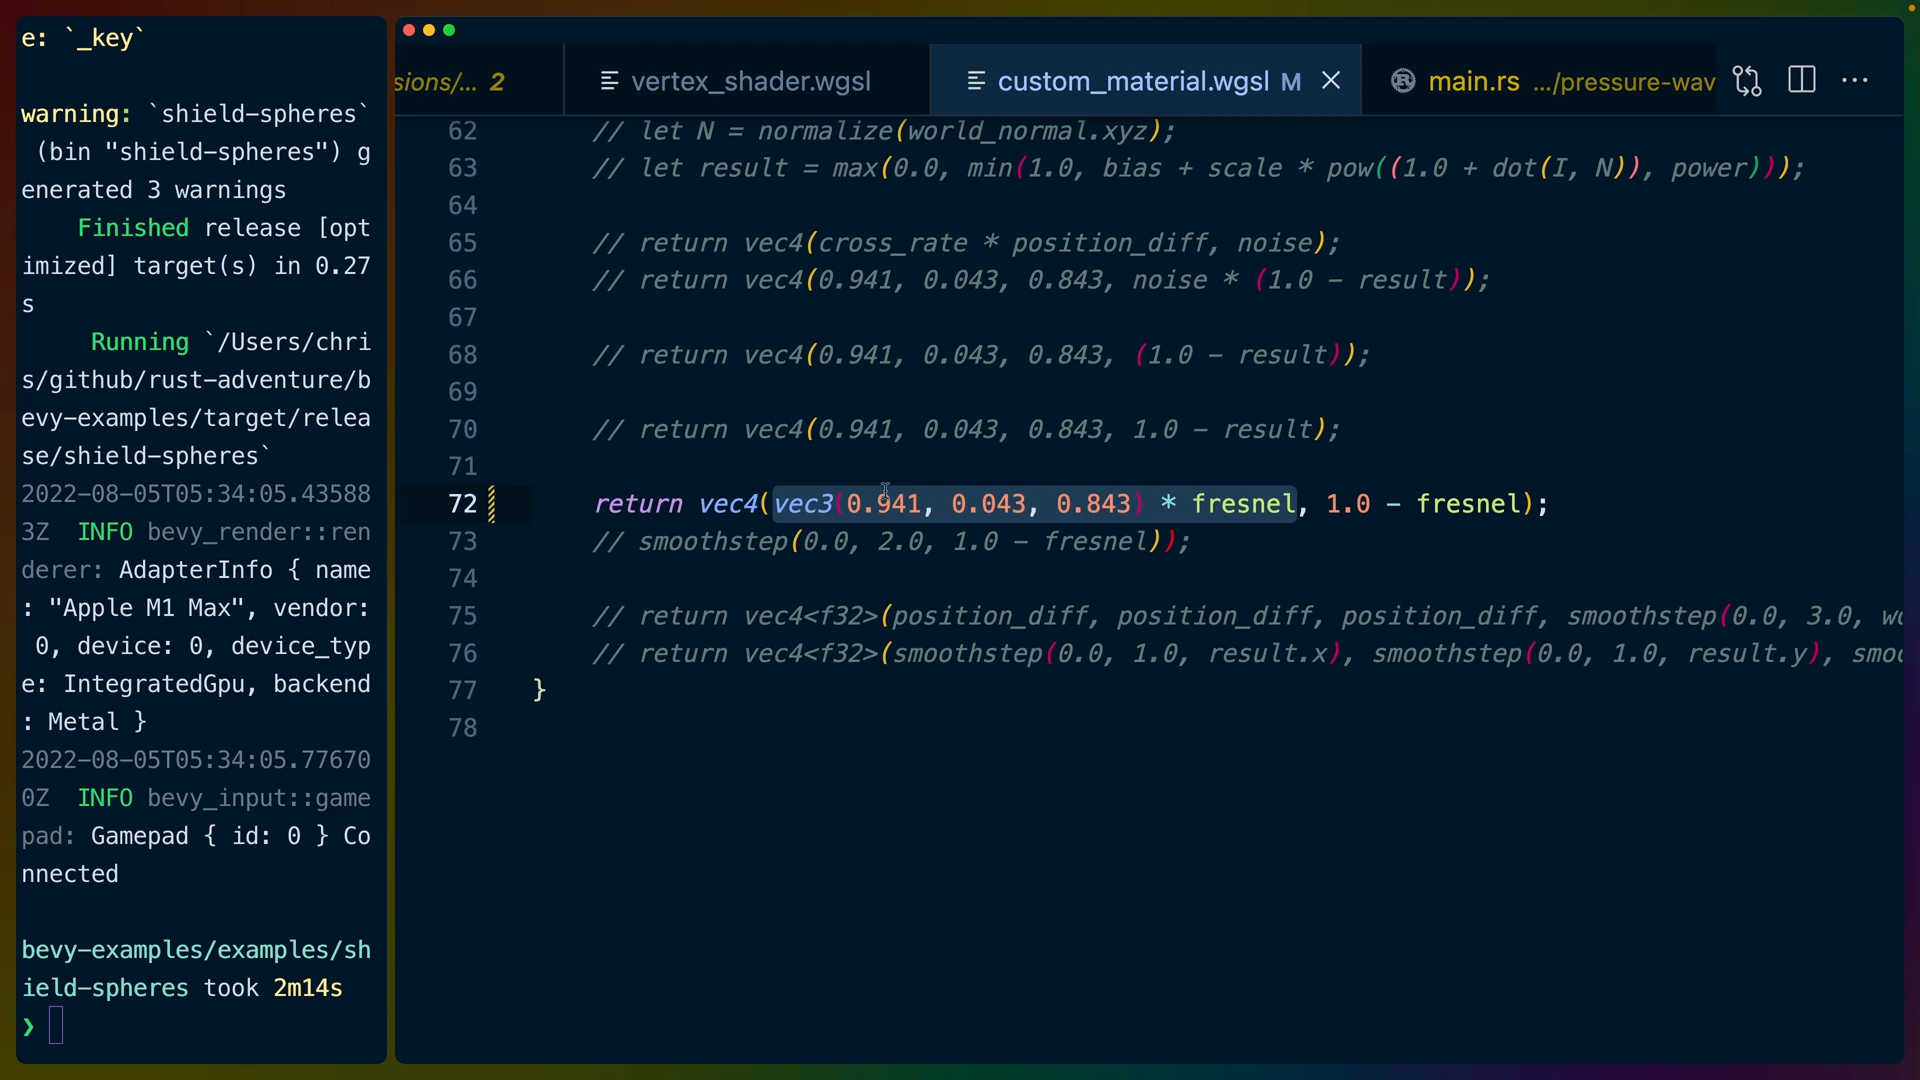 e: `_key`
warning: `shield-spheres`
(bin "shield-spheres") g
enerated 3 warnings
Finished release [opt
imized] target(s) in 0.27
s
Running `/Users/chri
s/github/rust-adventure/b
evy-examples/target/relea
se/shield-spheres`
2022-08-05T05:34:05.43588
3Z INFO bevy_render::ren
derer: AdapterInfo { name
: "Apple M1 Max", vendor:
0, device: 0, device_typ
e: IntegratedGpu, backend
: Metal }
2022-08-05T05:34:05.77670
0Z INFO bevy_input::game
pad: Gamepad { id: 0 } Co
nnected
bevy-examples/examples/sh
ield-spheres took 2m14s
❯
sions/... 2
vertex_shader.wgsl
custom_material.wgsl M
main.rs .../pressure-wav
62 // let N = normalize(world_normal.xyz);
63 // let result = max(0.0, min(1.0, bias + scale * pow((1.0 + dot(I, N)), power)));
64
65 // return vec4(cross_rate * position_diff, noise);
66 // return vec4(0.941, 0.043, 0.843, noise * (1.0 - result));
67
68 // return vec4(0.941, 0.043, 0.843, (1.0 - result));
69
70 // return vec4(0.941, 0.043, 0.843, 1.0 - result);
71
72 return vec4(vec3(0.941, 0.043, 0.843) * fresnel, 1.0 - fresnel);
73 // smoothstep(0.0, 2.0, 1.0 - fresnel));
74
75 // return vec4<f32>(position_diff, position_diff, position_diff, smoothstep(0.0, 3.0, wo
76 // return vec4<f32>(smoothstep(0.0, 1.0, result.x), smoothstep(0.0, 1.0, result.y), smoo
77 }
78